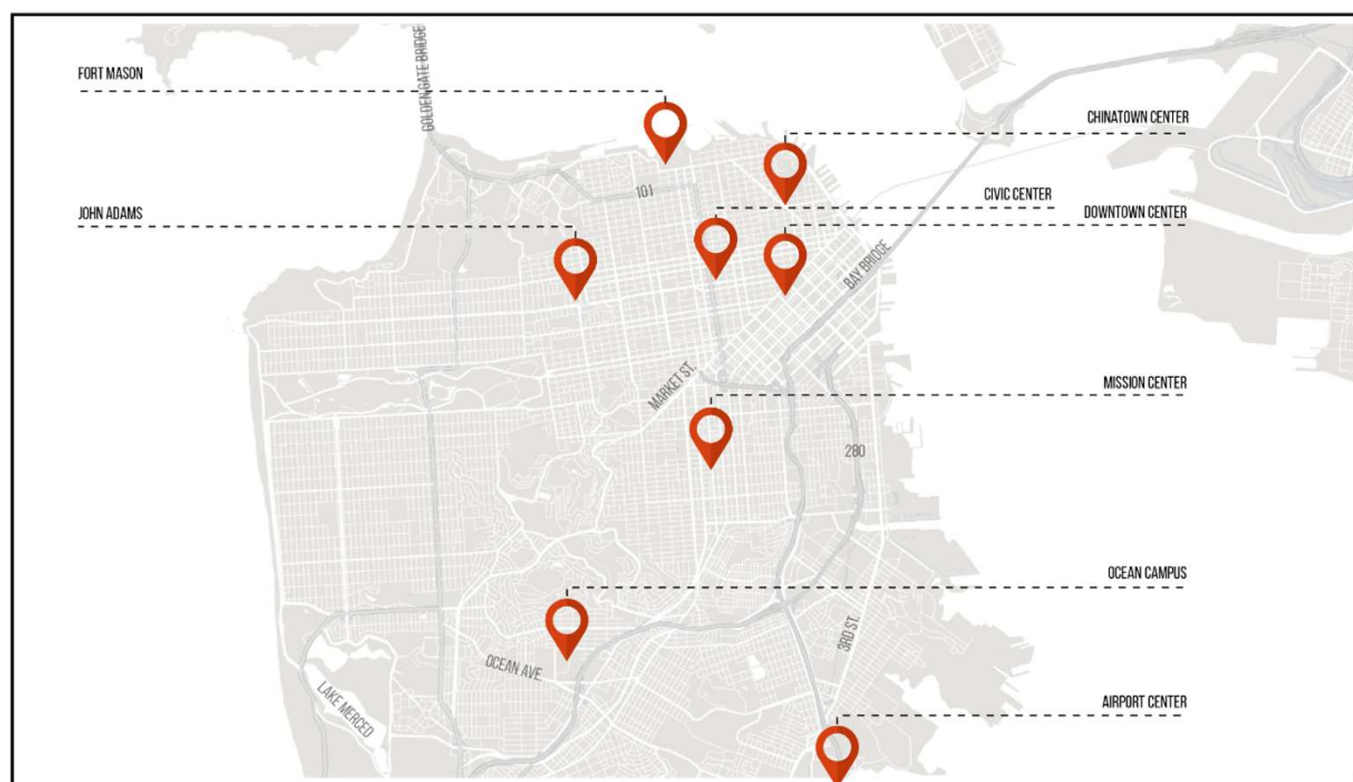 FORT MASON
GOLDEN GATE BRIDGE
CHINATOWN CENTER
101
CIVIC CENTER
JOHN ADAMS
DOWNTOWN CENTER
BAY BRIDGE
MARKET ST.
MISSION CENTER
280
OCEAN CAMPUS
3RD ST.
OCEAN AVE.
LAKE MERCED
AIRPORT CENTER